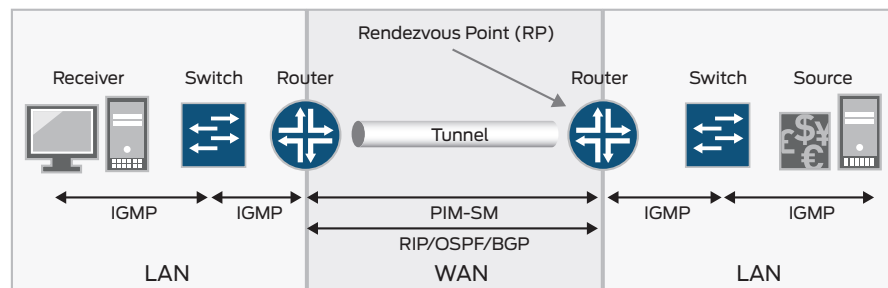 Rendezvous Point (RP)
Receiver Switch Router Router Switch Source
Tunnel
£ $ ¥ €
IGMP IGMP PIM-SM IGMP IGMP
RIP/OSPF/BGP
LAN WAN LAN